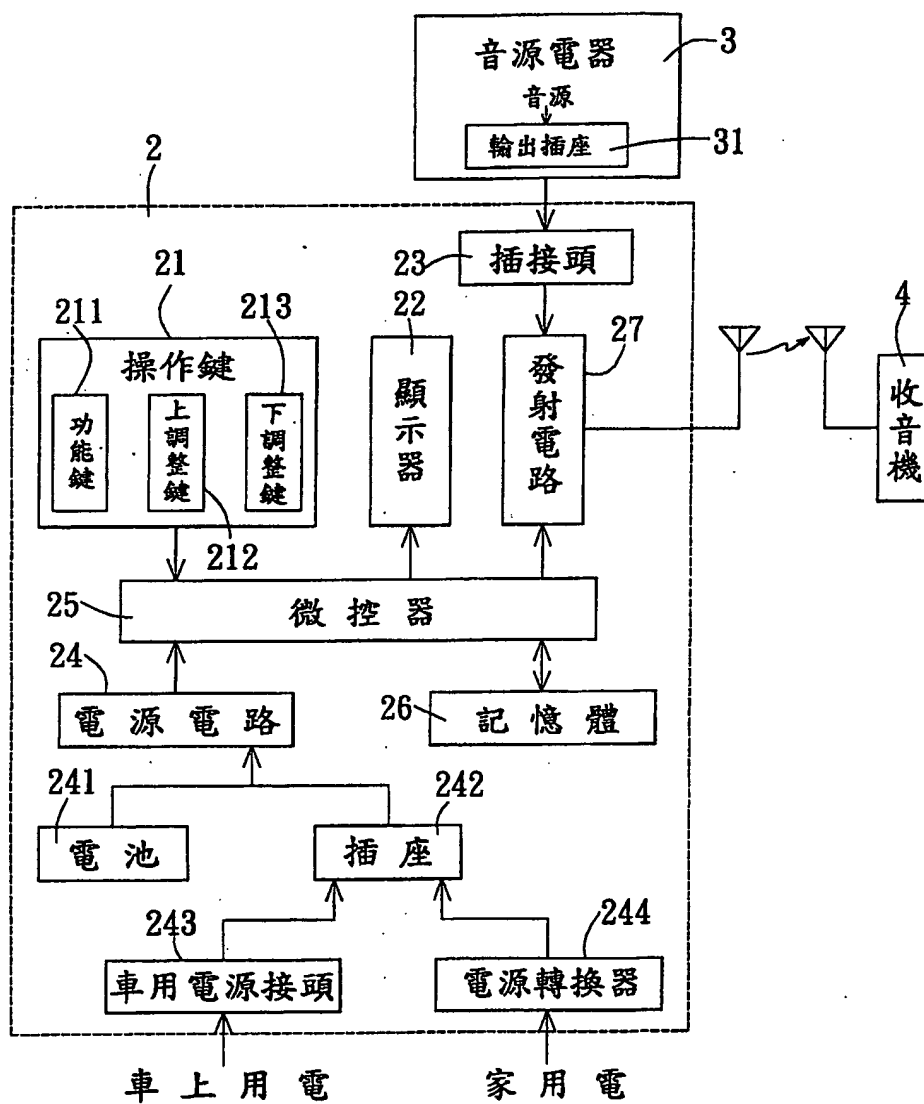 音源電器
3
音源
輸出插座
31
2
23
插接頭
21
211
213
操作鍵
功能鍵
上調整鍵
下調整鍵
212
22
顯示器
27
發射電路
4
收音機
25
微控器
24
電源電路
26
記憶體
241
電池
242
插座
243
車用電源接頭
244
電源轉換器
車上用電
家用電